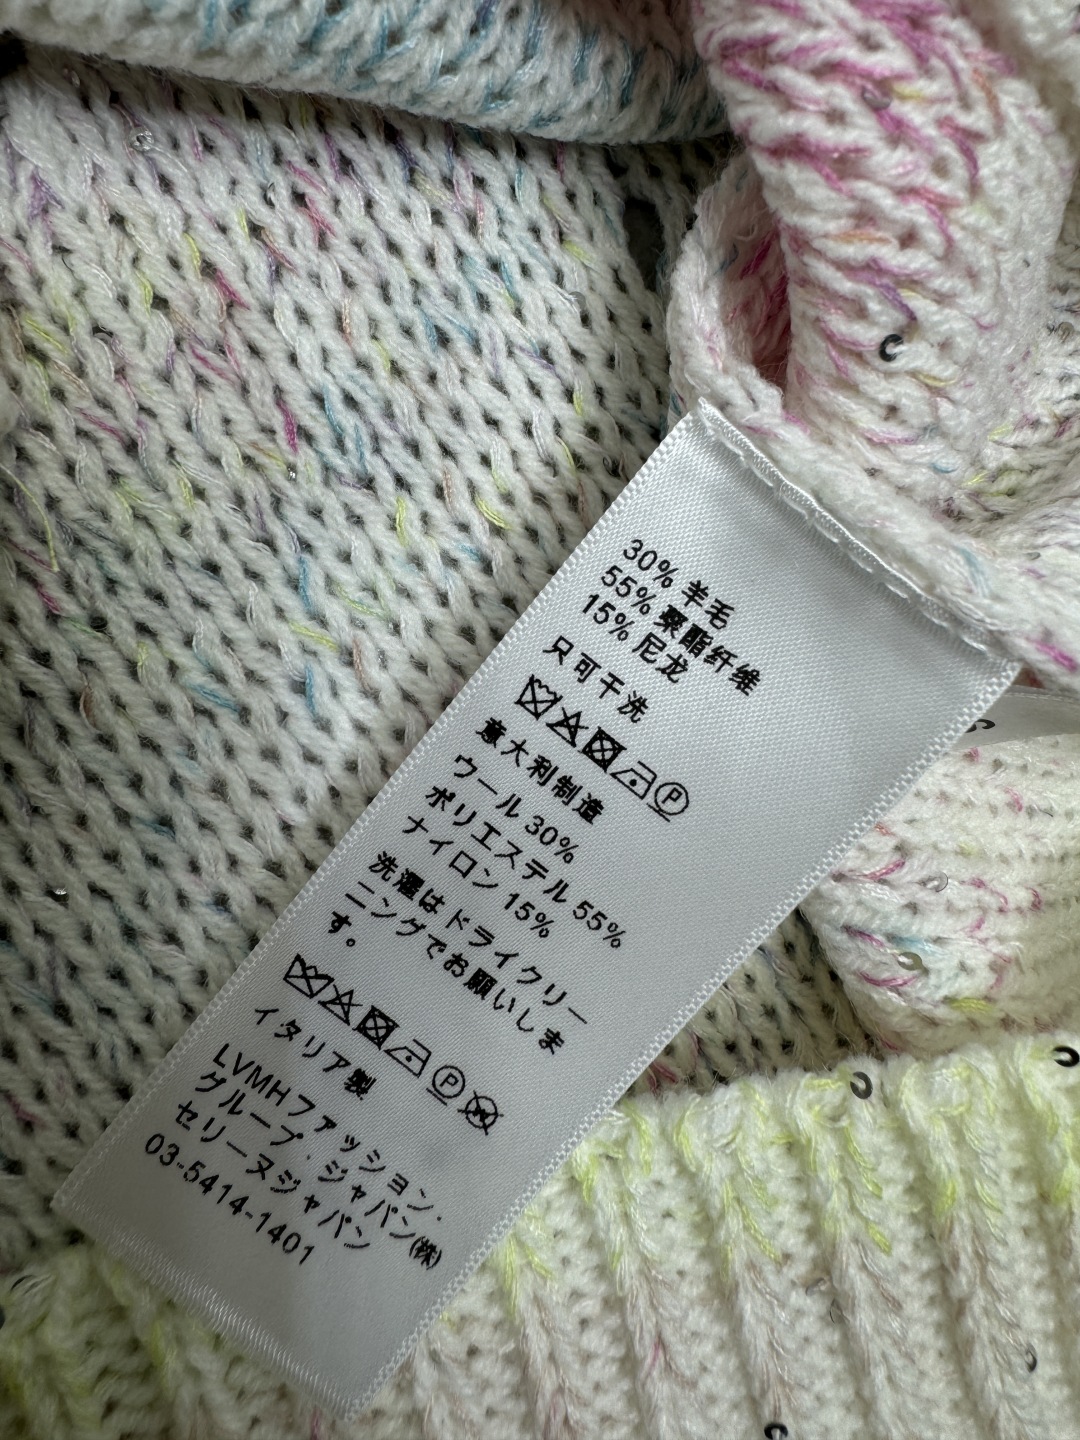 30% 羊毛
55% 聚酯纤维
15% 尼龙
只可干洗
P
意大利制造
ウール 30%
ポリエステル 55%
ナイロン 15%
洗濯はドライクリー
ニングでお願いしま
す。
P W
イタリア製
LVMHファッション.
グループ.ジャパン(株)
セリーヌジャパン
03-5414-1401